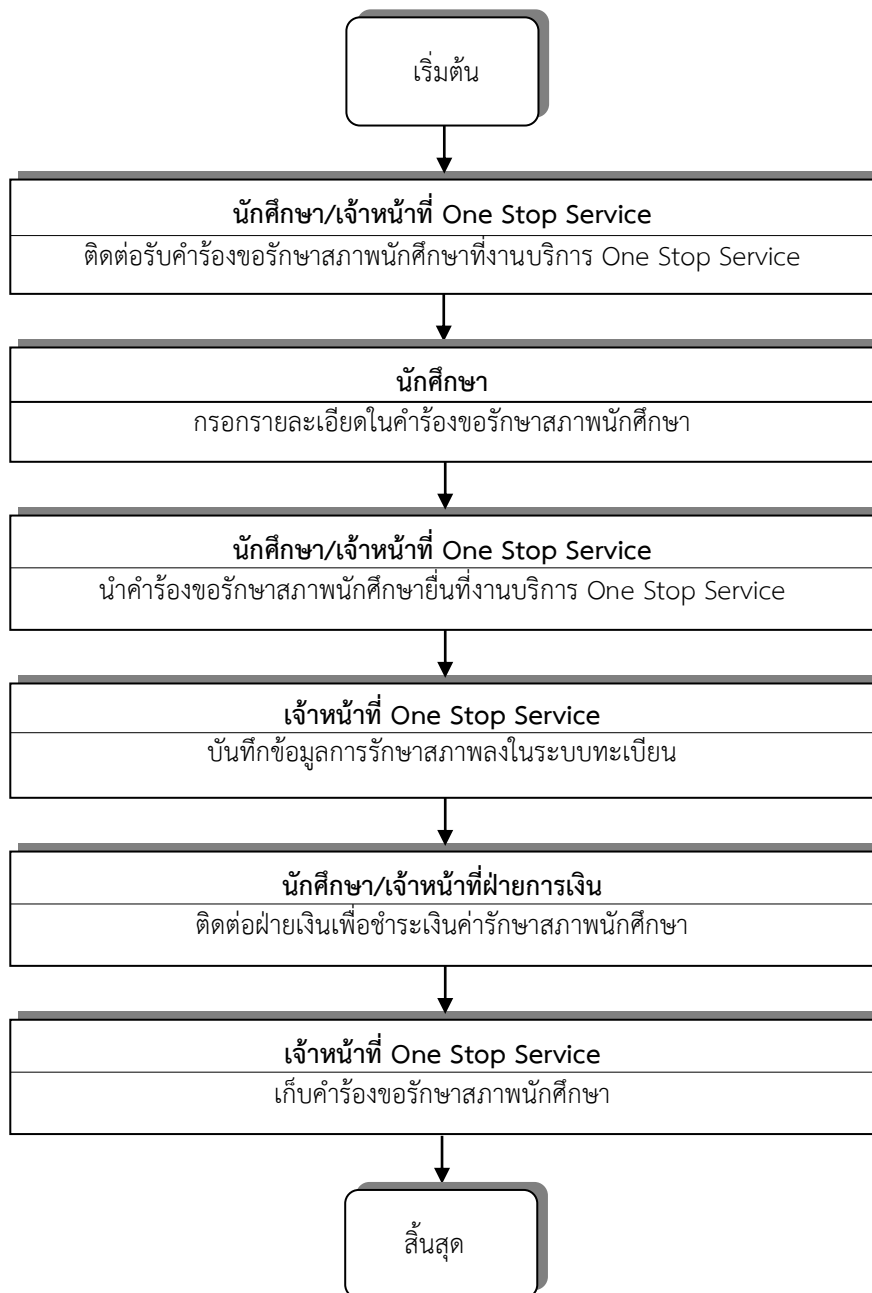 เริ่มต้น
นักศึกษา/เจ้าหน้าที่ One Stop Service
ติดต่อรับคำร้องขอรักษาสภาพนักศึกษาที่งานบริการ One Stop Service
นักศึกษา
กรอกรายละเอียดในคำร้องขอรักษาสภาพนักศึกษา
นักศึกษา/เจ้าหน้าที่ One Stop Service
นำคำร้องขอรักษาสภาพนักศึกษายื่นที่งานบริการ One Stop Service
เจ้าหน้าที่ One Stop Service
บันทึกข้อมูลการรักษาสภาพลงในระบบทะเบียน
นักศึกษา/เจ้าหน้าที่ฝ่ายการเงิน
ติดต่อฝ่ายเงินเพื่อชำระเงินค่ารักษาสภาพนักศึกษา
เจ้าหน้าที่ One Stop Service
เก็บคำร้องขอรักษาสภาพนักศึกษา
สิ้นสุด